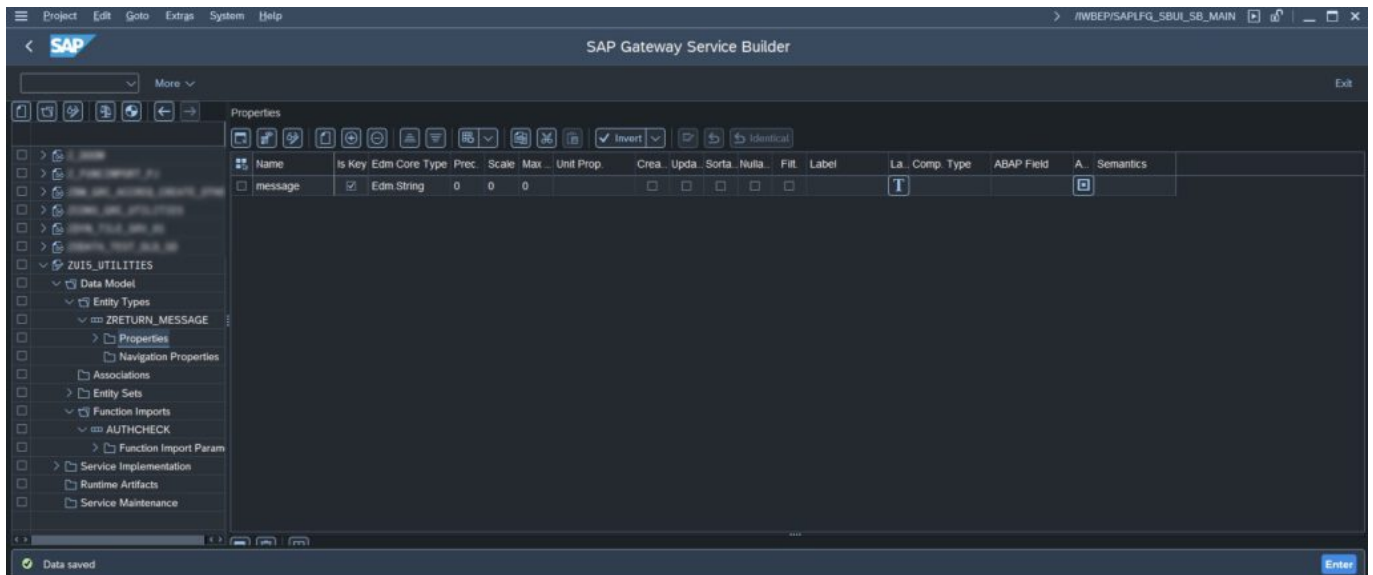 Project Edit Goto Extras System Help
/IWBEP/SAPLFG_SBUI_SB_MAIN
SAP
SAP Gateway Service Builder
More
Exit
Properties
Invert
Identical
Name Is Key Edm Core Type Prec. Scale Max... Unit Prop. Crea... Upda... Sorta... Nulla... Filt. Label La... Comp. Type ABAP Field A... Semantics
message Edm.String 0 0 0 T
ZUI5_UTILITIES
Data Model
Entity Types
ZRETURN_MESSAGE
Properties
Navigation Properties
Associations
Entity Sets
Function Imports
AUTHCHECK
Function Import Param
Service Implementation
Runtime Artifacts
Service Maintenance
Data saved
Enter